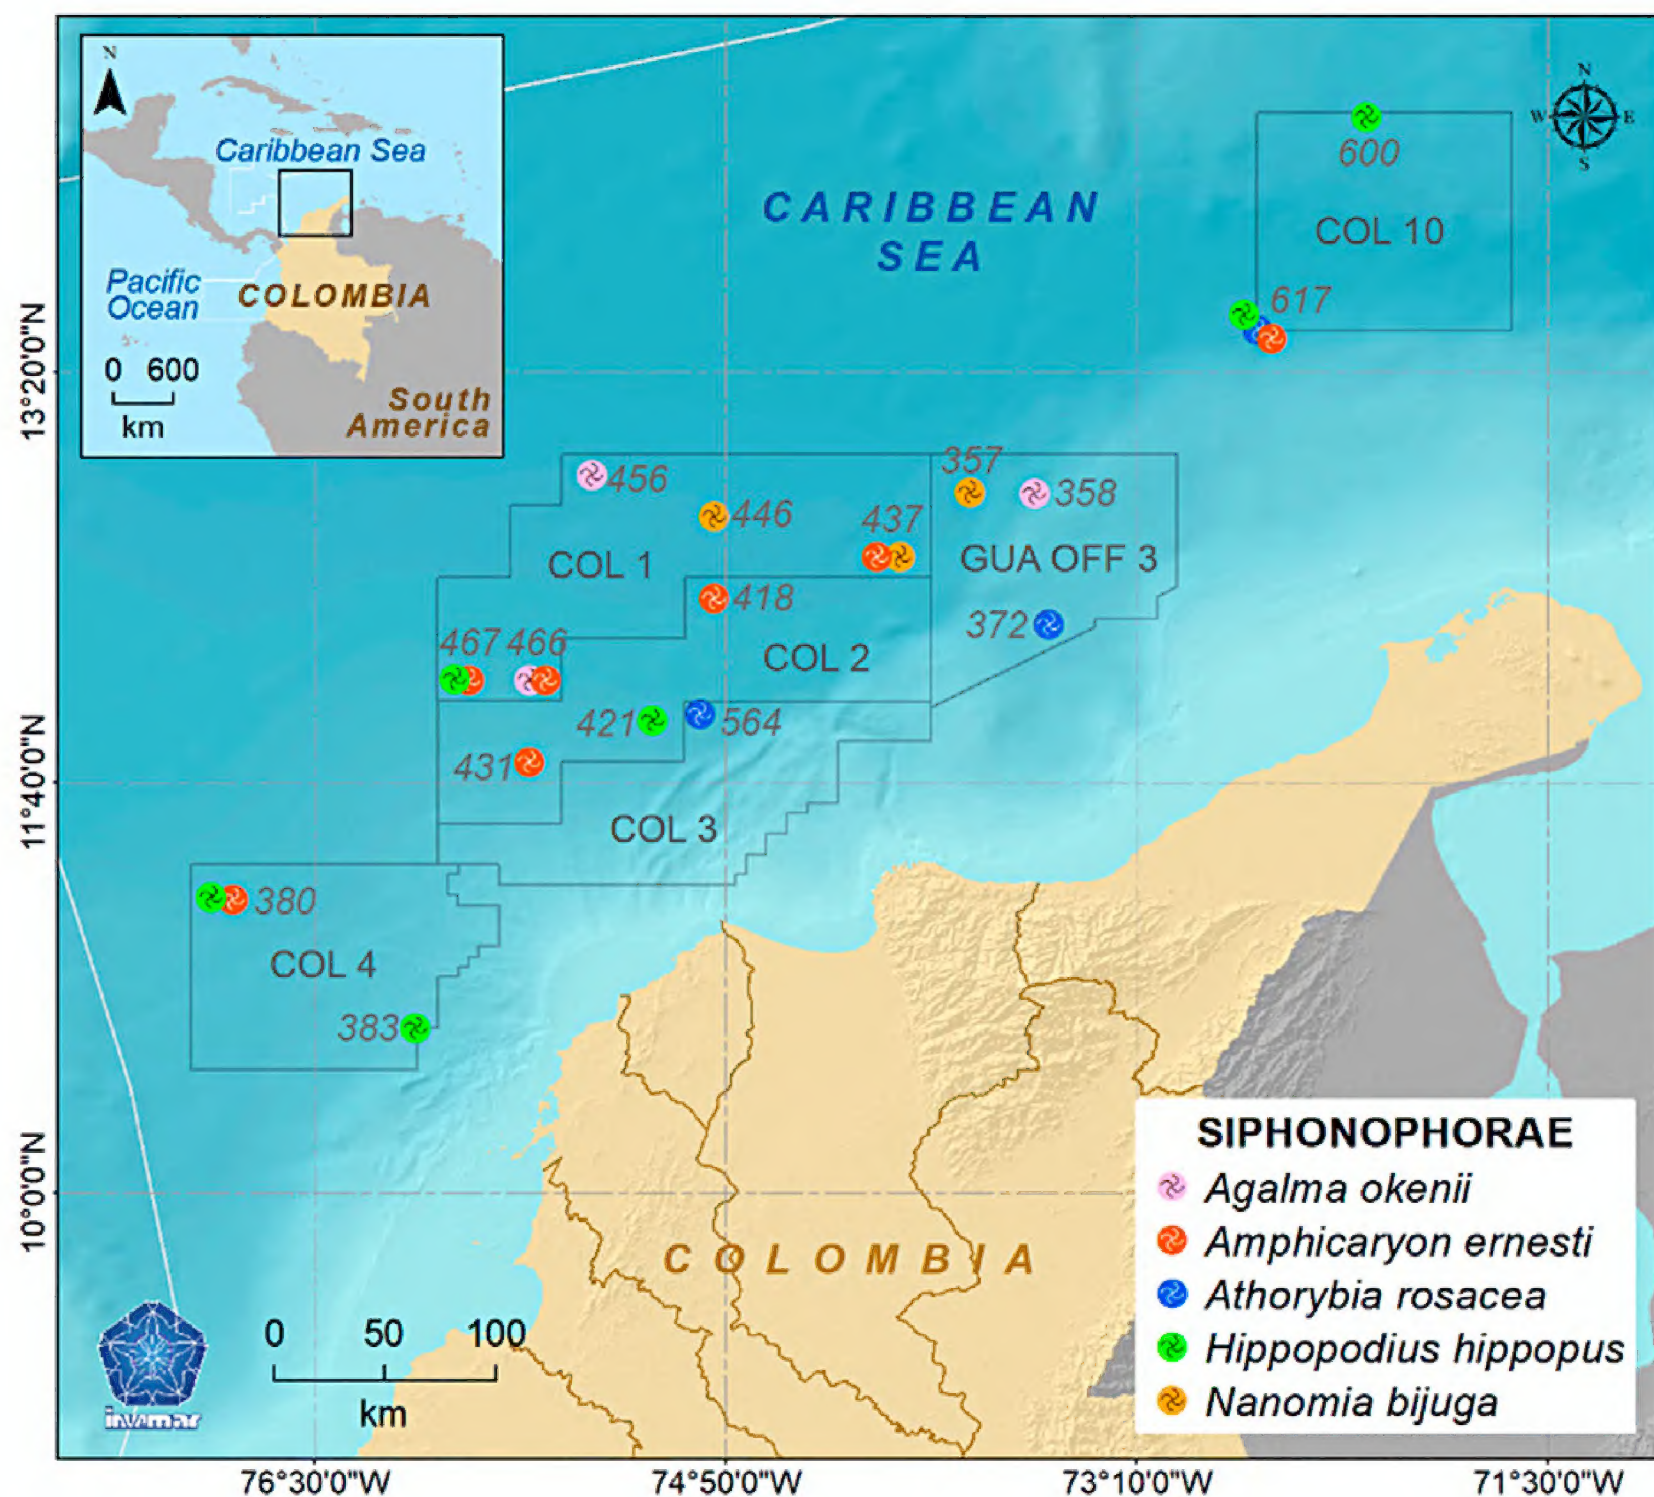 N
Caribbean Sea
Pacific
Ocean
COLOMBIA
0 600
km
South
America
N
W E
S
CARIBBEAN
SEA
600
COL 10
617
13°20'0"N
456
357
358
446
437
COL 1
GUA OFF 3
418
372
467 466
COL 2
421
564
431
11°40'0"N
COL 3
380
COL 4
383
SIPHONOPHORAE
Agalma okenii
Amphicaryon ernesti
Athorybia rosacea
Hippopodius hippopus
Nanomia bijuga
10°0'0"N
COLOMBIA
0 50 100
km
invemar
76°30'0"W 74°50'0"W 73°10'0"W 71°30'0"W